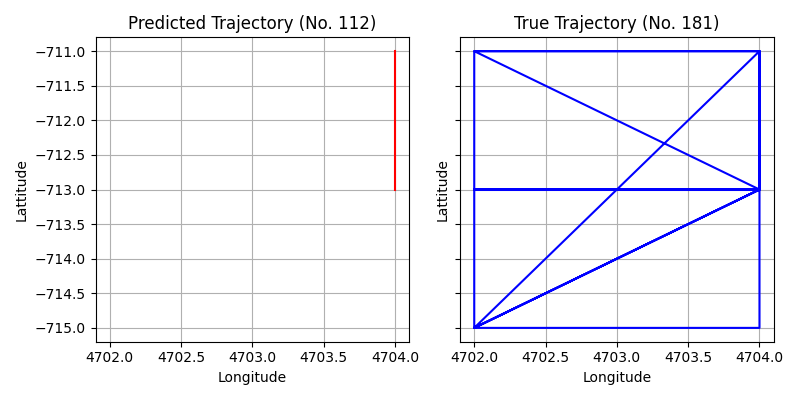 Predicted Trajectory (No. 112)
Lattitude
−711.0
−711.5
−712.0
−712.5
−713.0
−713.5
−714.0
−714.5
−715.0
4702.0 4702.5 4703.0 4703.5 4704.0
Longitude
True Trajectory (No. 181)
Lattitude
4702.0 4702.5 4703.0 4703.5 4704.0
Longitude